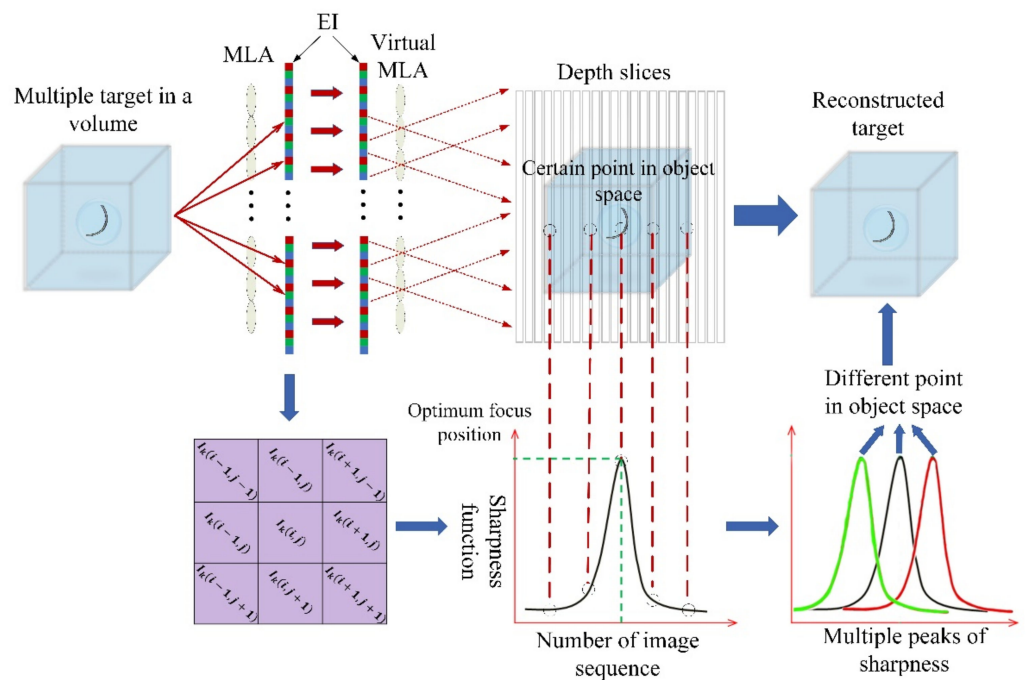 EI
MLA
Virtual
MLA
Multiple target in a
volume
Depth slices
Certain point in object
space
Reconstructed
target
I_k(i−1,j−1)
I_k(i−1,j)
I_k(i+1,j−1)
I_k(i−1,j)
I_k(i,j)
I_k(i+1,j)
I_k(i−1,j+1)
I_k(i,j+1)
I_k(i+1,j+1)
Optimum focus
position
Sharpness
function
Number of image
sequence
Different point
in object space
Multiple peaks of
sharpness